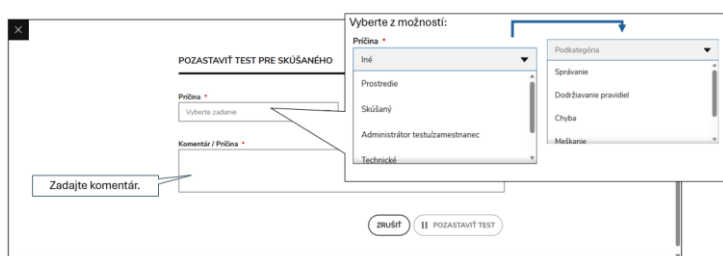 Vyberte z možností:
Príčina *
Iné
Prostredie
Skúšaný
Administrátor testu/zamestnanec
Technické
Podkategória
Správanie
Dodržiavanie pravidiel
Chyba
Meškanie
POZASTAVIŤ TEST PRE SKÚŠANÉHO
Príčina *
Vyberte zadanie
Komentár / Príčina *
Zadajte komentár.
ZRUŠIŤ
POZASTAVIŤ TEST